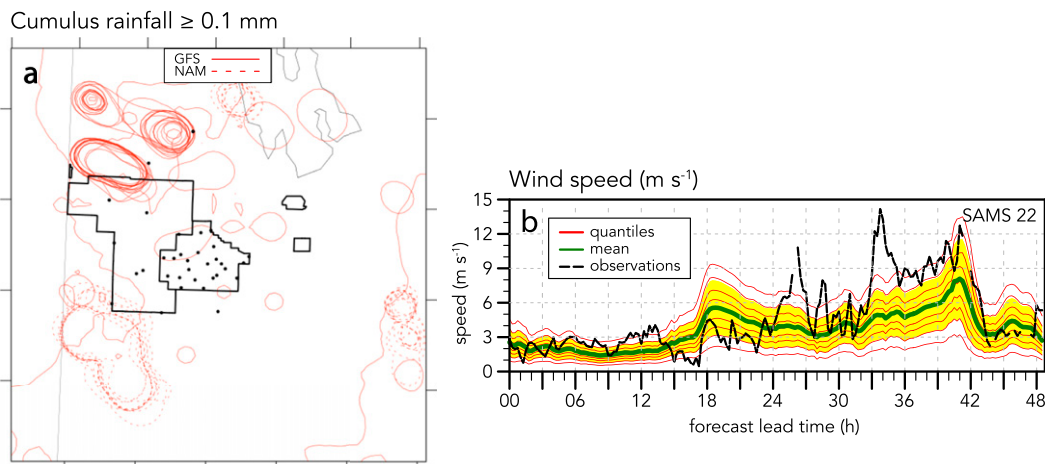 Cumulus rainfall ≥ 0.1 mm
a
GFS
NAM
Wind speed (m s⁻¹)
b
SAMS 22
quantiles
mean
observations
speed (m s⁻¹)
15
12
9
6
3
0
00 06 12 18 24 30 36 42 48
forecast lead time (h)